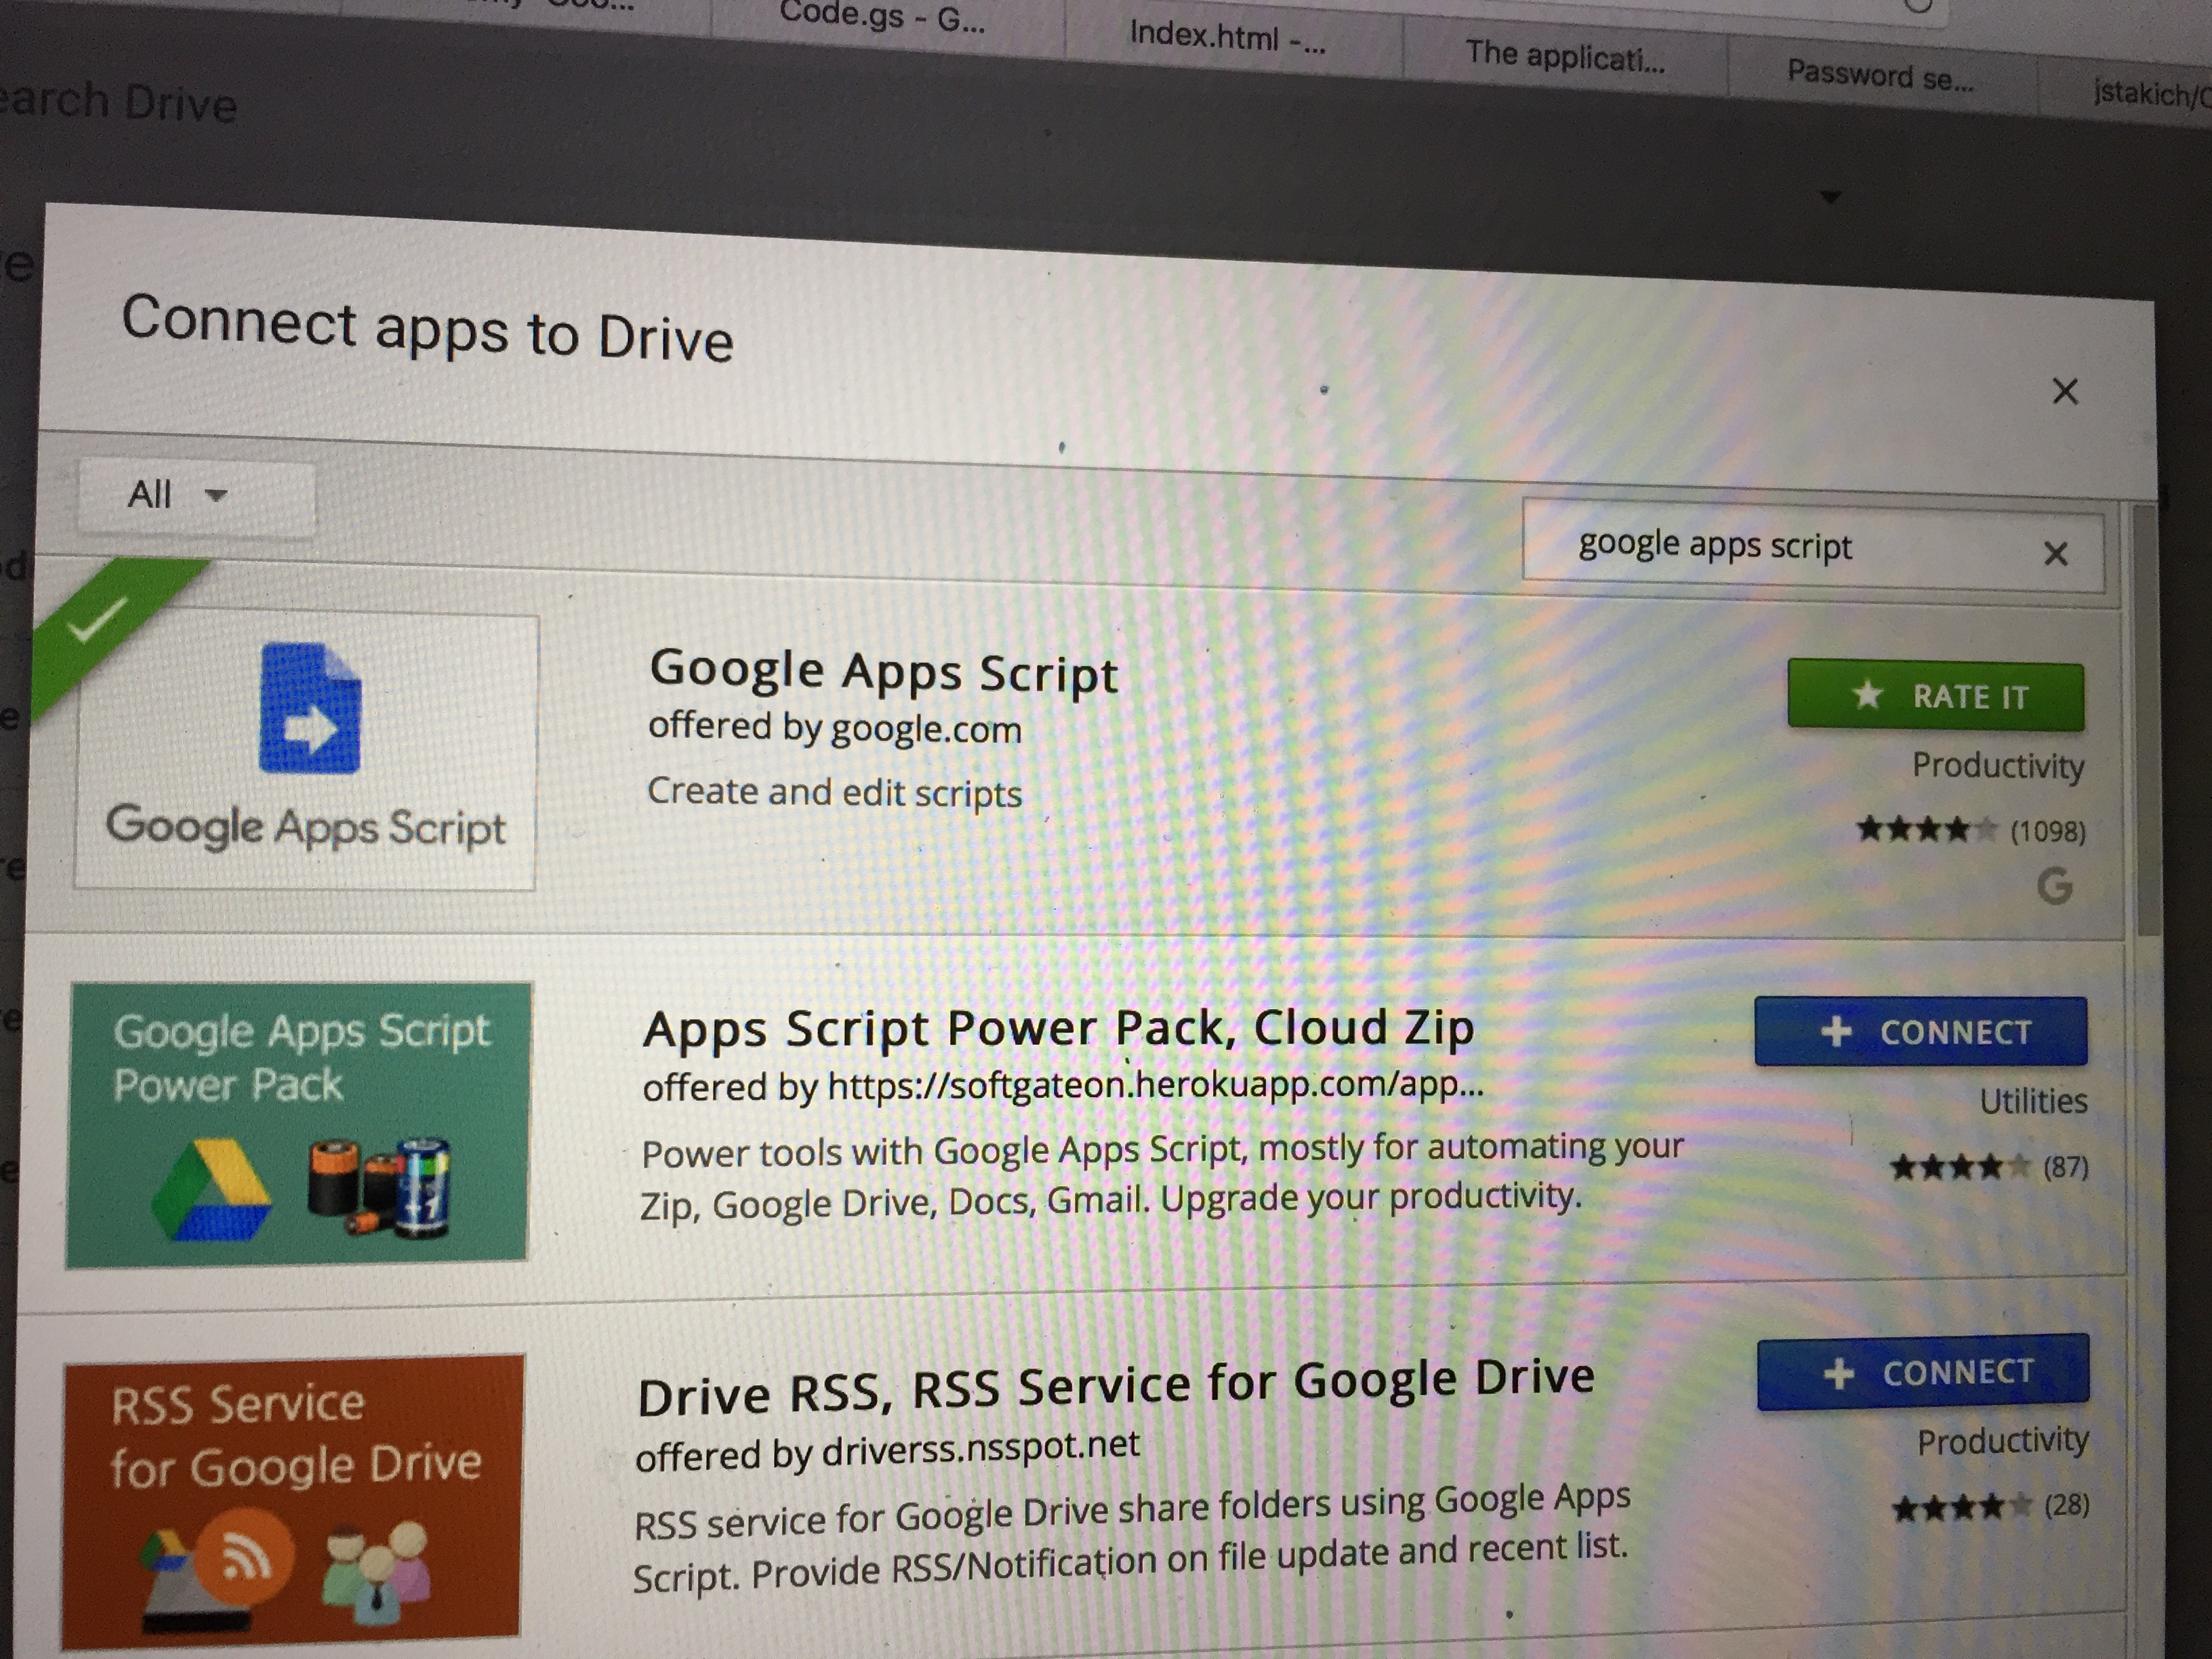 Code.gs - G...
Index.html -...
The applicati...
Password se...
jstakich/
earch Drive
Connect apps to Drive
All
google apps script
Google Apps Script
Google Apps Script
offered by google.com
Create and edit scripts
RATE IT
Productivity
(1098)
G
Google Apps Script
Power Pack
Apps Script Power Pack, Cloud Zip
offered by https://softgateon.herokuapp.com/app...
Power tools with Google Apps Script, mostly for automating your
Zip, Google Drive, Docs, Gmail. Upgrade your productivity.
+ CONNECT
Utilities
(87)
RSS Service
for Google Drive
Drive RSS, RSS Service for Google Drive
offered by driverss.nsspot.net
RSS service for Google Drive share folders using Google Apps
Script. Provide RSS/Notification on file update and recent list.
+ CONNECT
Productivity
(28)